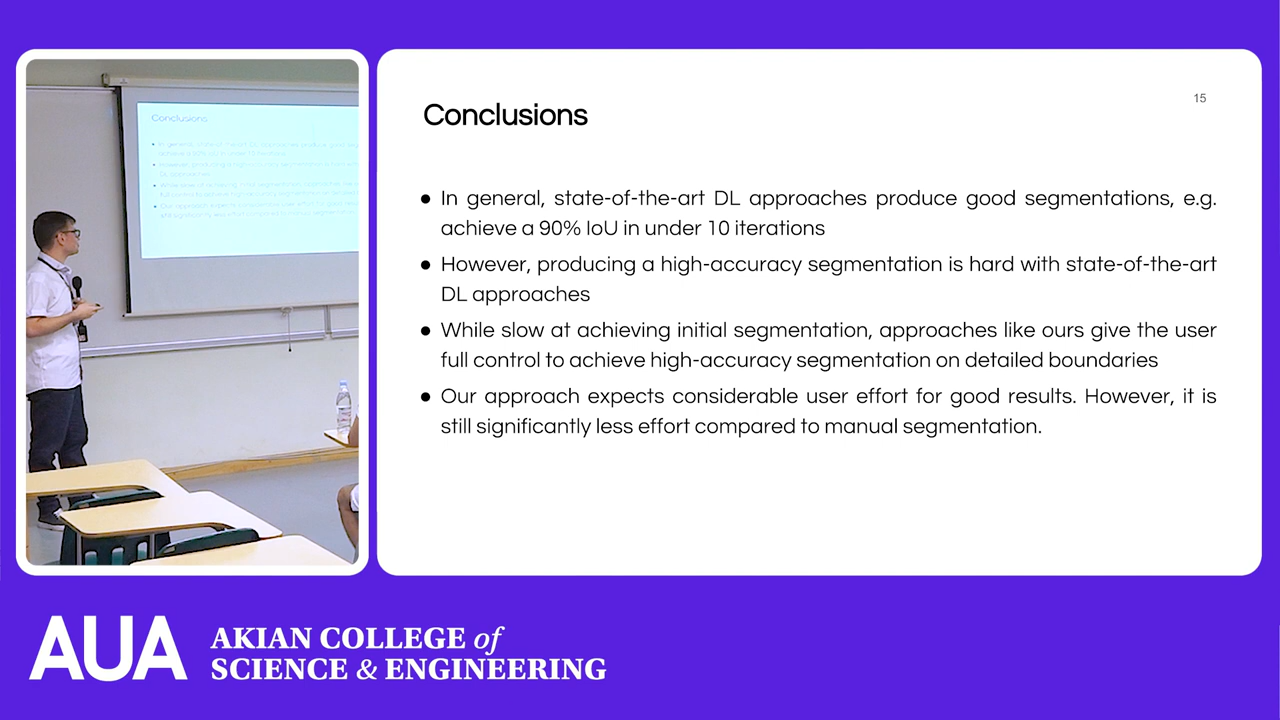 Conclusions
15
● In general, state-of-the-art DL approaches produce good segmentations, e.g.
achieve a 90% IoU in under 10 iterations
● However, producing a high-accuracy segmentation is hard with state-of-the-art
DL approaches
● While slow at achieving initial segmentation, approaches like ours give the user
full control to achieve high-accuracy segmentation on detailed boundaries
● Our approach expects considerable user effort for good results. However, it is
still significantly less effort compared to manual segmentation.
Conclusions
AUA
AKIAN COLLEGE of
SCIENCE & ENGINEERING